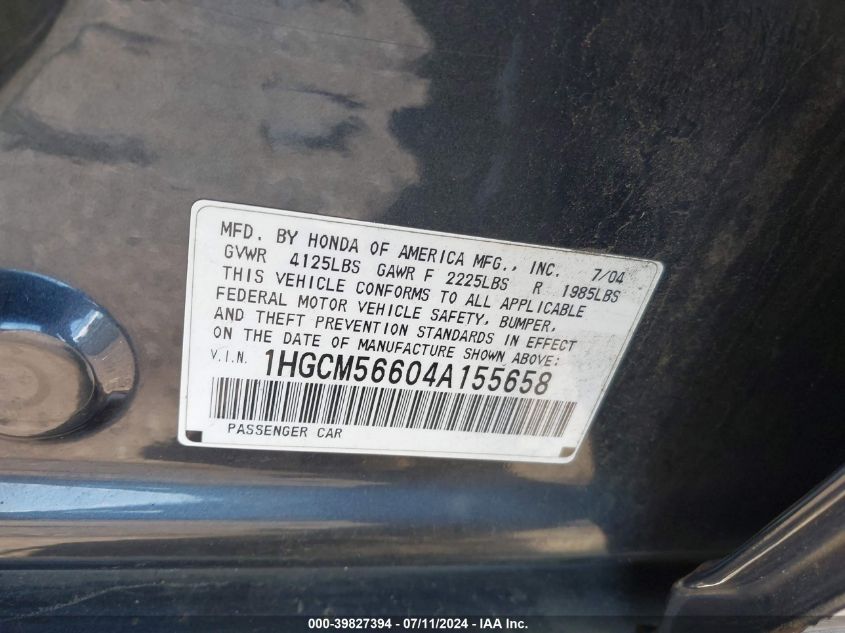 MFD. BY HONDA OF AMERICA MFG., INC. 7/04
GVWR 4125LBS GAWR F 2225LBS R 1985LBS
THIS VEHICLE CONFORMS TO ALL APPLICABLE
FEDERAL MOTOR VEHICLE SAFETY, BUMPER,
AND THEFT PREVENTION STANDARDS IN EFFECT
ON THE DATE OF MANUFACTURE SHOWN ABOVE:
V.I.N. 1HGCM56604A155658
PASSENGER CAR
000-39827394 - 07/11/2024 - IAA Inc.